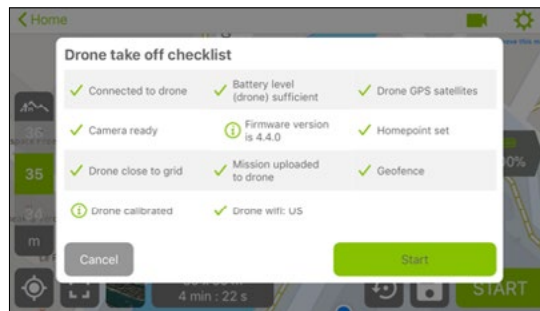 Home
Drone take off checklist
Connected to drone
Battery level
(drone) sufficient
Drone GPS satellites
Camera ready
Firmware version
is 4.4.0
Homepoint set
Drone close to grid
Mission uploaded
to drone
Geofence
Drone calibrated
Drone wifi: US
Cancel
Start
36
35
34
m
4 min : 22 s
START